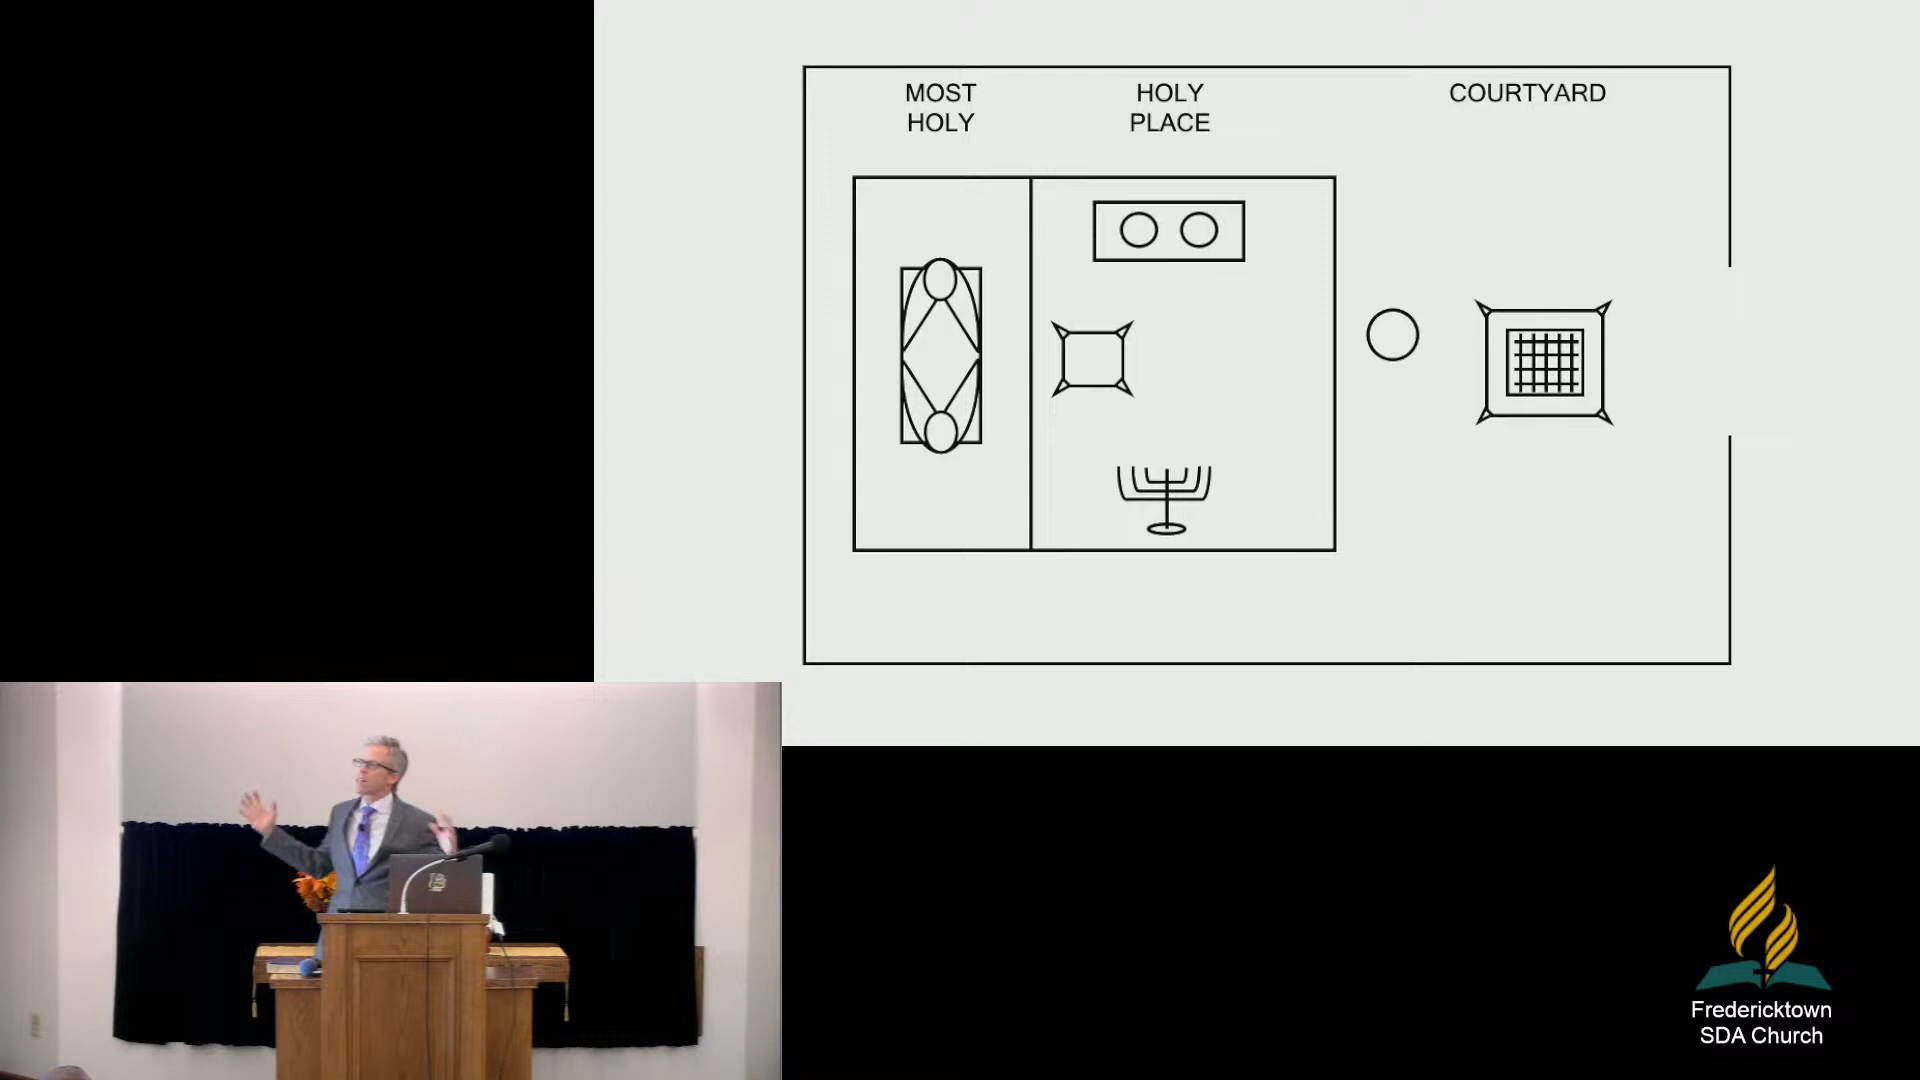 MOST
HOLY
HOLY
PLACE
COURTYARD
Fredericktown
SDA Church